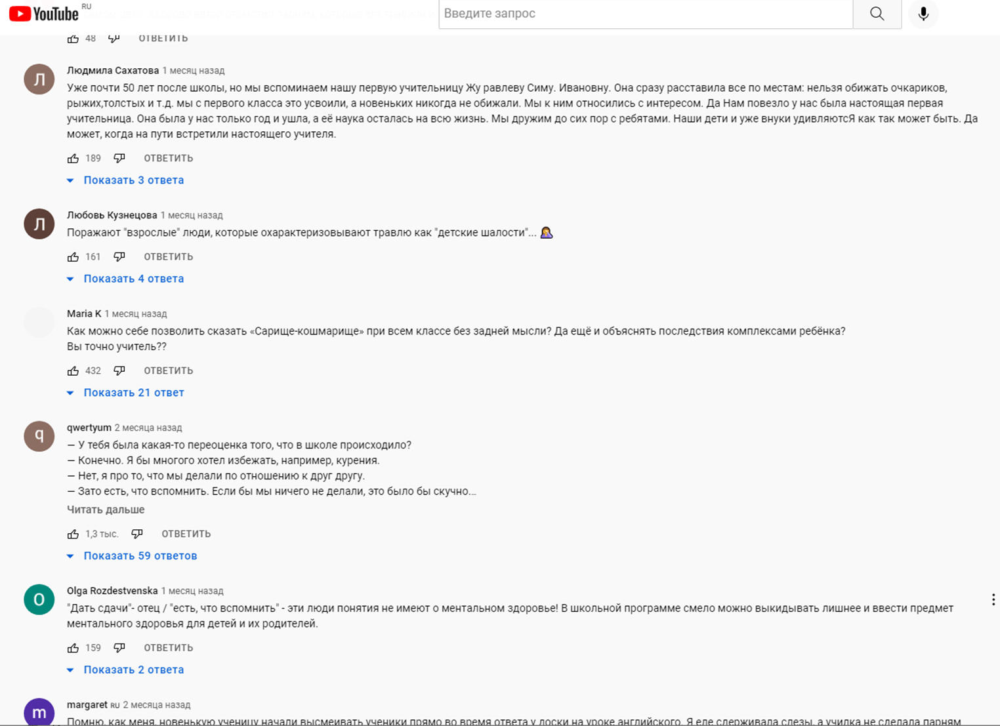 YouTube RU
Введите запрос
48 ОТВЕТИТЬ
Л
Людмила Сахатова 1 месяц назад
Уже почти 50 лет после школы, но мы вспоминаем нашу первую учительницу Жу равлеву Симу. Ивановну. Она сразу расставила все по местам: нельзя обижать очкариков,
рыжих,толстых и т.д. мы с первого класса это усвоили, а новеньких никогда не обижали. Мы к ним относились с интересом. Да Нам повезло у нас была настоящая первая
учительница. Она была у нас только год и ушла, а её наука осталась на всю жизнь. Мы дружим до сих пор с ребятами. Наши дети и уже внуки удивляютсЯ как так может быть. Да
может, когда на пути встретили настоящего учителя.
189 ОТВЕТИТЬ
Показать 3 ответа
Л
Любовь Кузнецова 1 месяц назад
Поражают "взрослые" люди, которые охарактеризовывают травлю как "детские шалости"... 🤦‍♀️
161 ОТВЕТИТЬ
Показать 4 ответа
Maria K 1 месяц назад
Как можно себе позволить сказать «Сарище-кошмарище» при всем классе без задней мысли? Да ещё и объяснять последствия комплексами ребёнка?
Вы точно учитель??
432 ОТВЕТИТЬ
Показать 21 ответ
q
qwertyum 2 месяца назад
— У тебя была какая-то переоценка того, что в школе происходило?
— Конечно. Я бы многого хотел избежать, например, курения.
— Нет, я про то, что мы делали по отношению к друг другу.
— Зато есть, что вспомнить. Если бы мы ничего не делали, это было бы скучно...
Читать дальше
1,3 тыс. ОТВЕТИТЬ
Показать 59 ответов
O
Olga Rozdestvenska 1 месяц назад
"Дать сдачи"- отец / "есть, что вспомнить" - эти люди понятия не имеют о ментальном здоровье! В школьной программе смело можно выкидывать лишнее и ввести предмет
ментального здоровья для детей и их родителей.
159 ОТВЕТИТЬ
Показать 2 ответа
m
margaret RU 2 месяца назад
Помню, как меня, новенькую ученицу начали высмеивать ученики прямо во время ответа у доски на уроке английского. Я еле сдерживала слезы, а училка не сделала парням